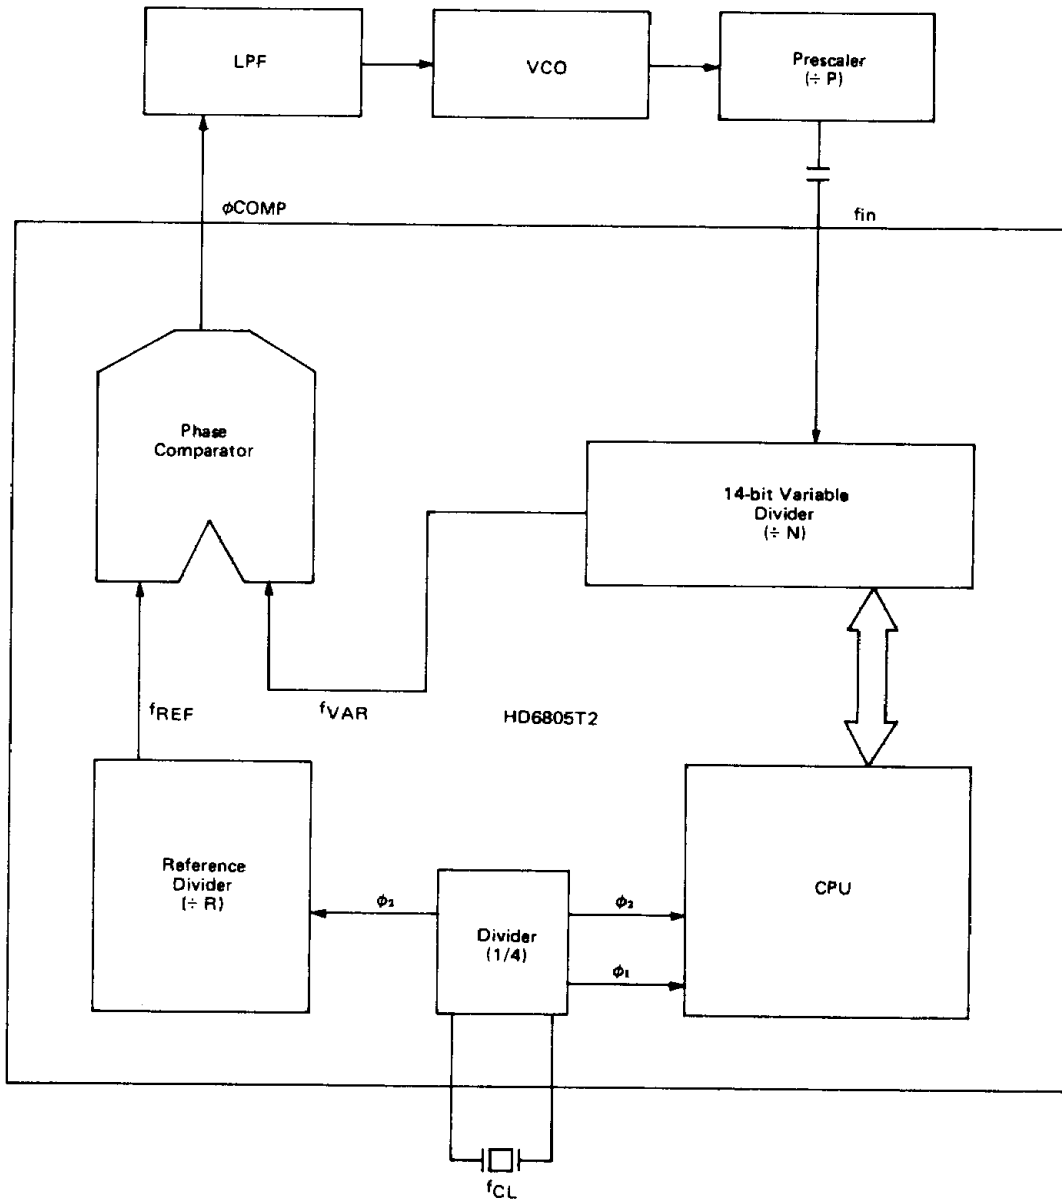 LPF
VCO
Prescaler
(÷ P)
φCOMP
fin
Phase
Comparator
14-bit Variable
Divider
(÷ N)
fREF
fVAR
HD6805T2
Reference
Divider
(÷ R)
φ₂
Divider
(1/4)
φ₂
φ₁
CPU
fCL